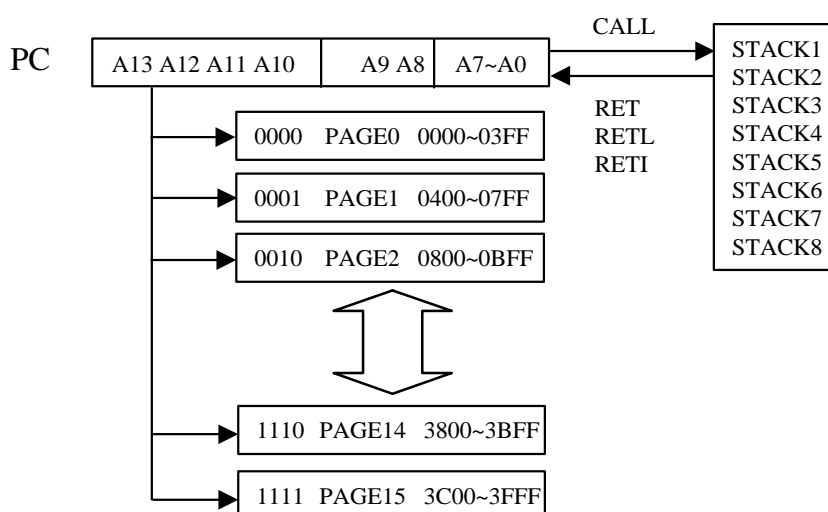 PC
A13 A12 A11 A10 A9 A8 A7~A0
CALL
RET
RETL
RETI
STACK1
STACK2
STACK3
STACK4
STACK5
STACK6
STACK7
STACK8
0000 PAGE0 0000~03FF
0001 PAGE1 0400~07FF
0010 PAGE2 0800~0BFF
1110 PAGE14 3800~3BFF
1111 PAGE15 3C00~3FFF